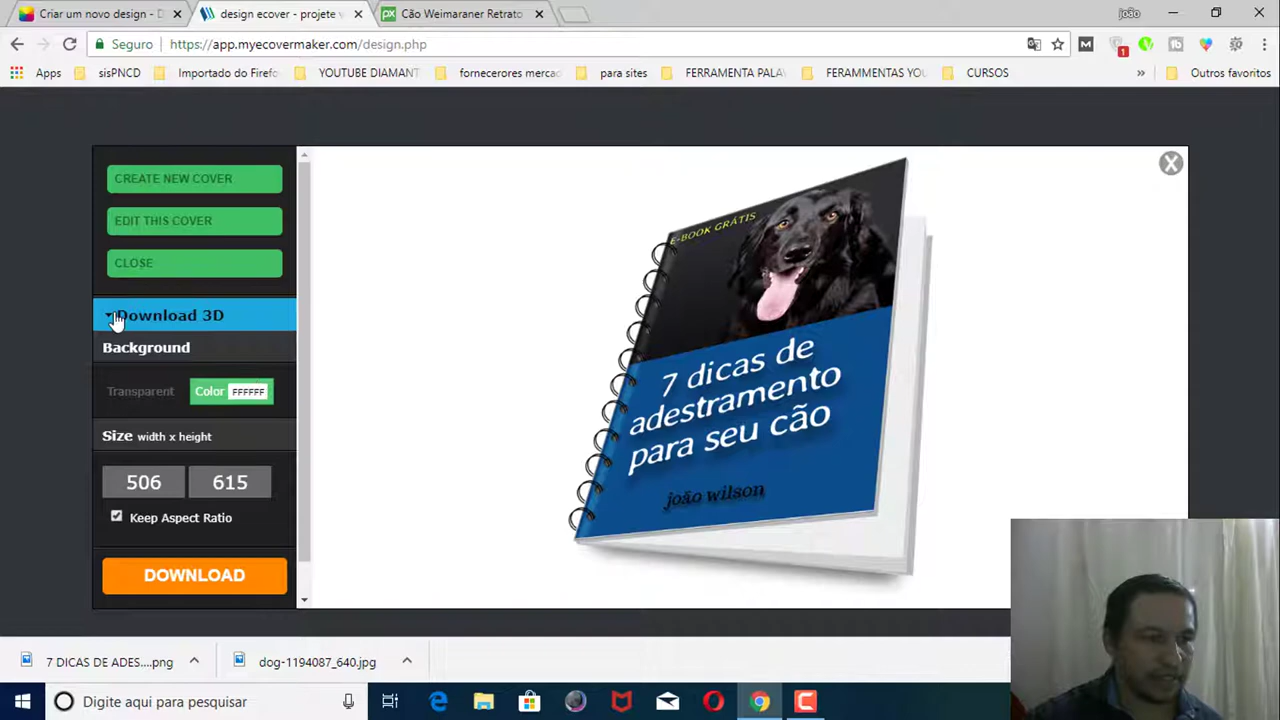 Criar um novo design - D
design ecover - projete v
Cão Weimaraner Retrato
joão
Seguro
https://app.myecovermaker.com/design.php
1
Apps
sisPNCD
Importado do Firefo
YOUTUBE DIAMANT
fornecerores mercad
para sites
FERRAMENTA PALA
FERAMMENTAS YOU
CURSOS
»
Outros favoritos
CREATE NEW COVER
EDIT THIS COVER
CLOSE
Download 3D
Background
Transparent
Color FFFFFF
Size width x height
506 615
Keep Aspect Ratio
DOWNLOAD
X
E-BOOK GRÁTIS
7 dicas de
adestramento
para seu cão
joão wilson
7 DICAS DE ADES....png
dog-1194087_640.jpg
Digite aqui para pesquisar